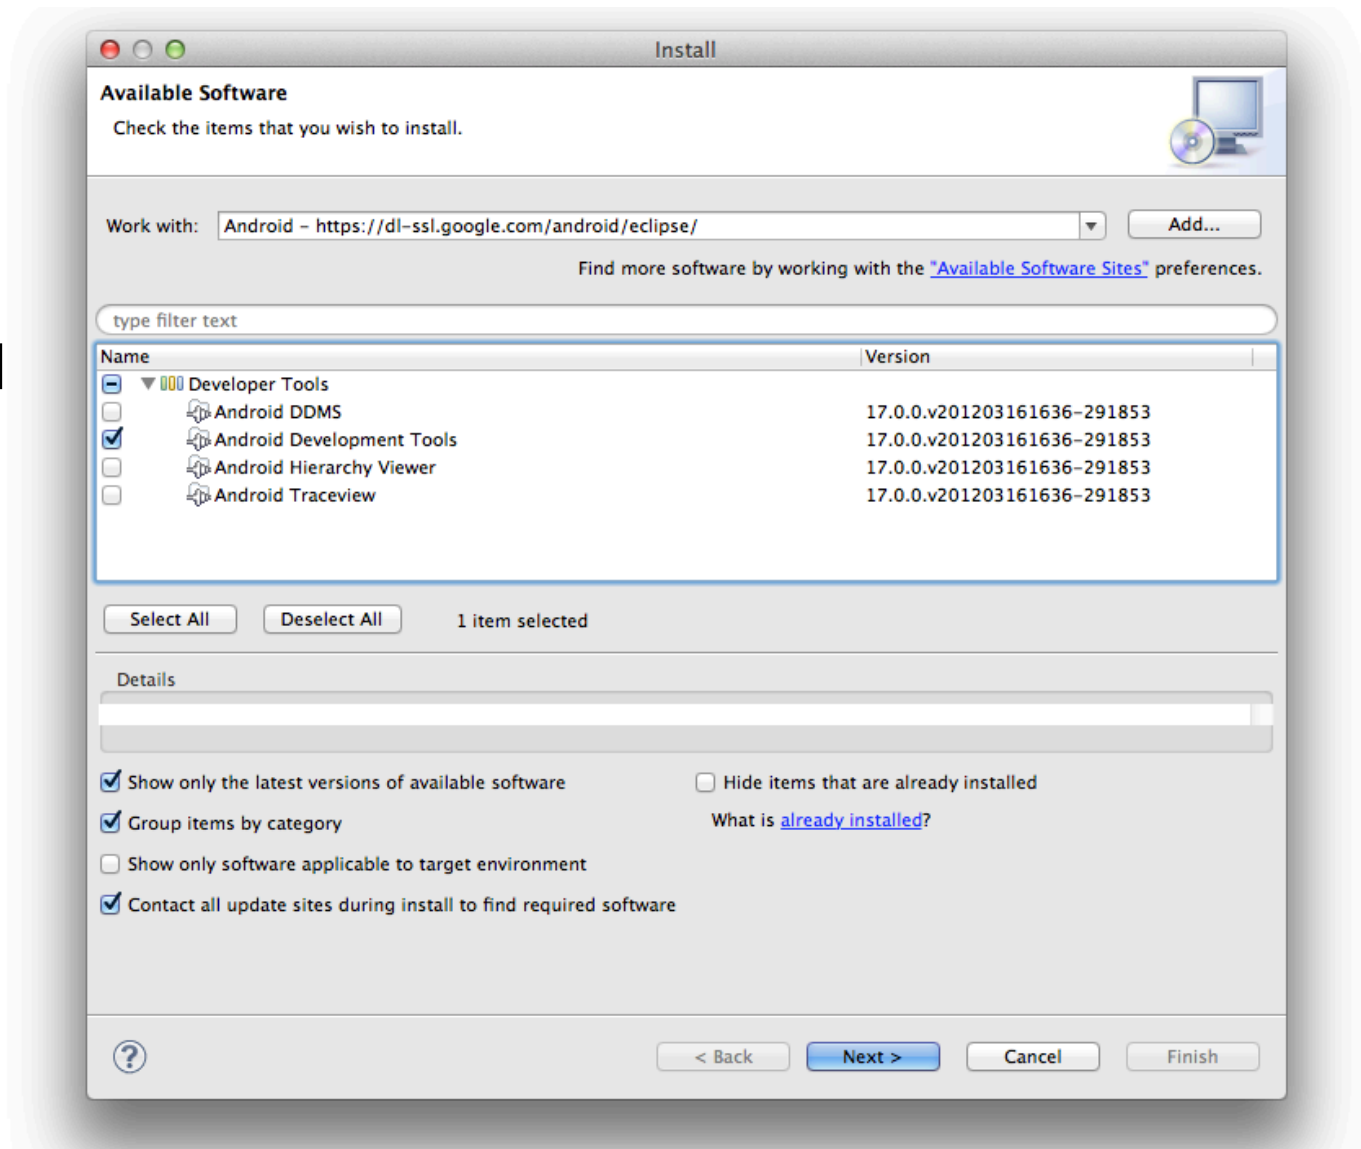 Install
Available Software
Check the items that you wish to install.
Work with: Android – https://dl-ssl.google.com/android/eclipse/ Add...
Find more software by working with the "Available Software Sites" preferences.
type filter text
Name Version
Developer Tools
Android DDMS 17.0.0.v201203161636-291853
Android Development Tools 17.0.0.v201203161636-291853
Android Hierarchy Viewer 17.0.0.v201203161636-291853
Android Traceview 17.0.0.v201203161636-291853
Select All Deselect All 1 item selected
Details
Show only the latest versions of available software Hide items that are already installed
Group items by category What is already installed?
Show only software applicable to target environment
Contact all update sites during install to find required software
? < Back Next > Cancel Finish